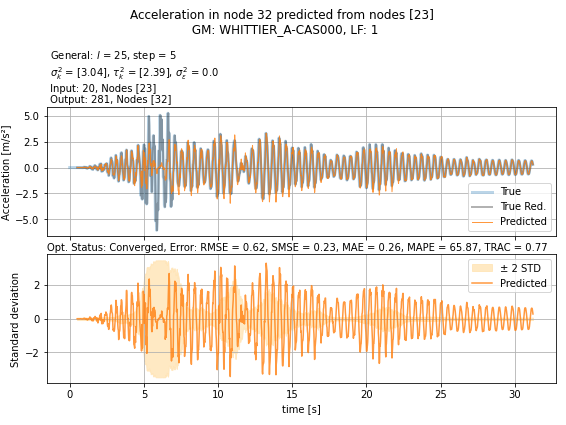 Acceleration in node 32 predicted from nodes [23]
GM: WHITTIER_A-CAS000, LF: 1
General: l = 25, step = 5
σ²ₖ = [3.04], τ²ₖ = [2.39], σ²ε = 0.0
Input: 20, Nodes [23]
Output: 281, Nodes [32]
Acceleration [m/s²]
5.0
2.5
0.0
−2.5
−5.0
True
True Red.
Predicted
Opt. Status: Converged, Error: RMSE = 0.62, SMSE = 0.23, MAE = 0.26, MAPE = 65.87, TRAC = 0.77
Standard deviation
2
0
−2
± 2 STD
Predicted
0 5 10 15 20 25 30
time [s]